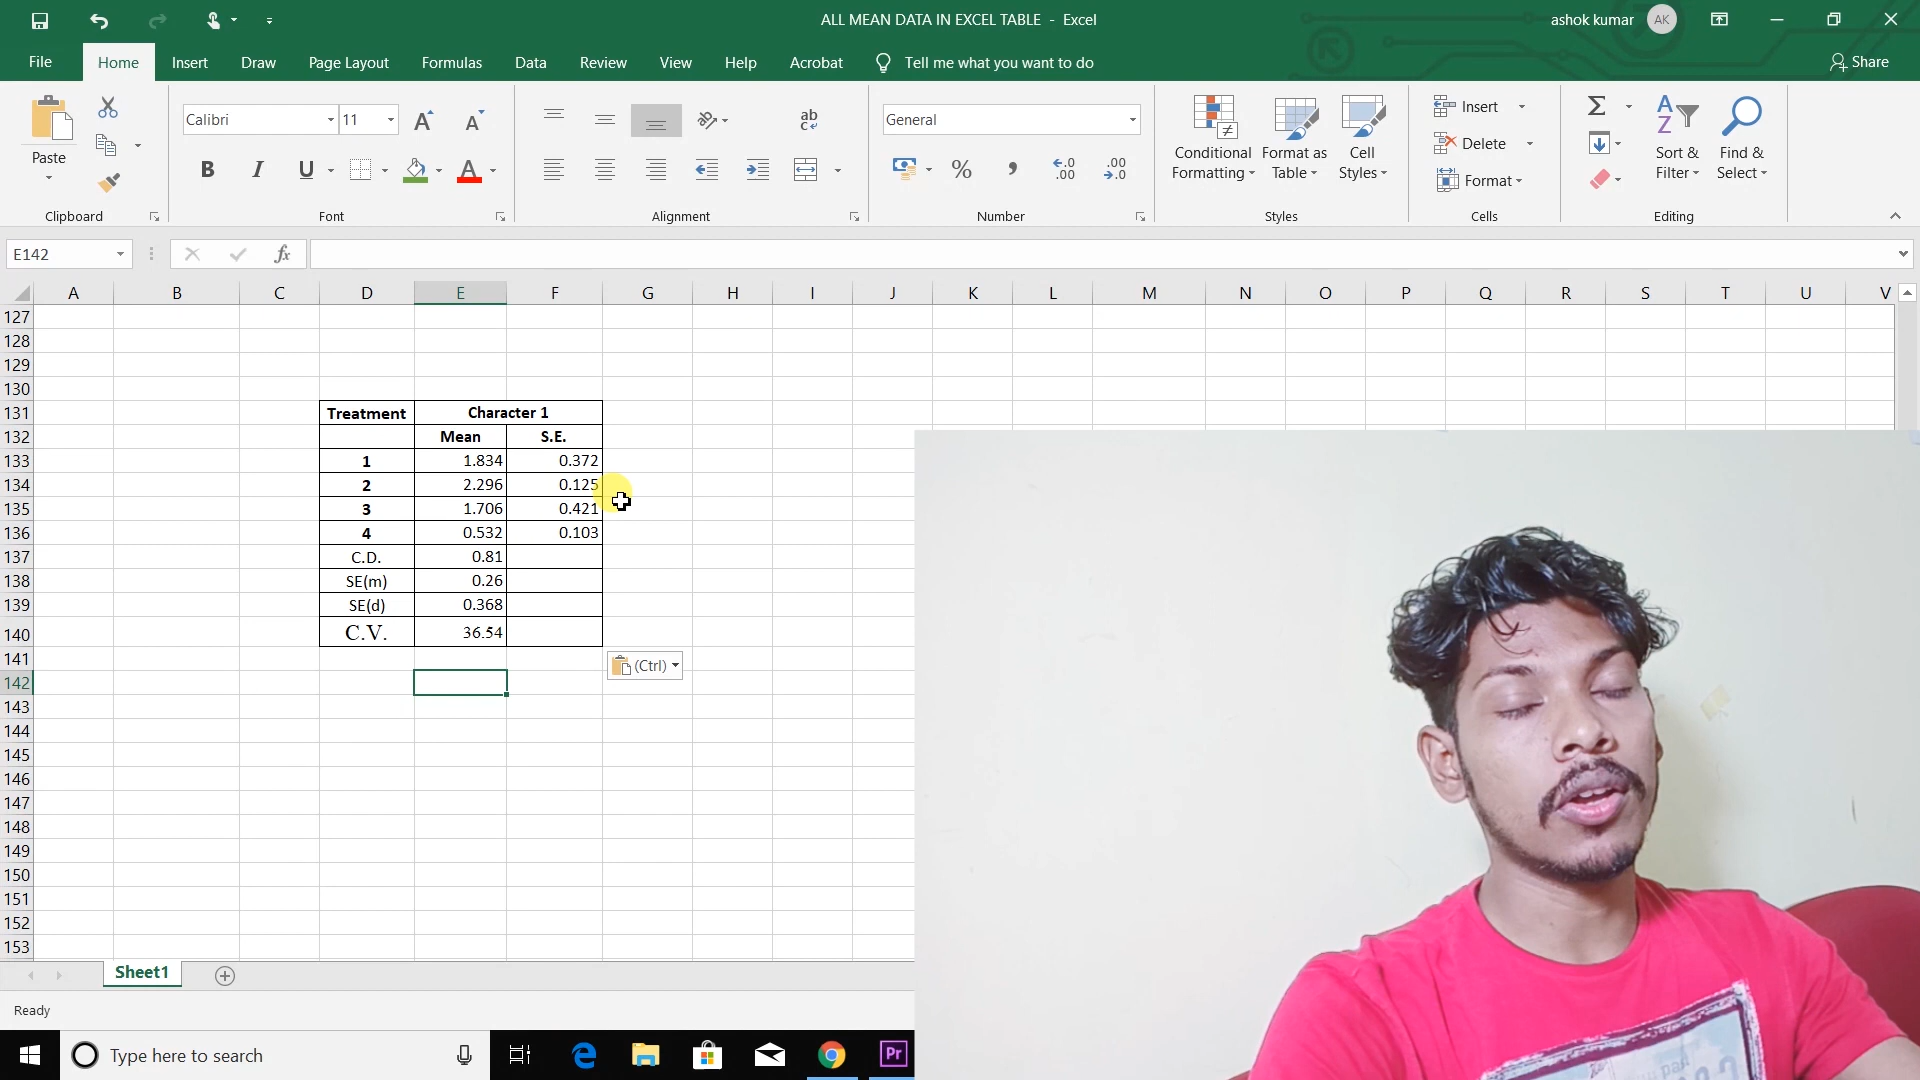 ALL MEAN DATA IN EXCEL TABLE - Excel
ashok kumar
AK
File
Home
Insert
Draw
Page Layout
Formulas
Data
Review
View
Help
Acrobat
Tell me what you want to do
Share
Paste
Clipboard
Calibri
11
B I U
Font
ab
Alignment
General
%
Number
Conditional Formatting
Format as Table
Cell Styles
Styles
Insert
Delete
Format
Cells
Sort & Filter
Find & Select
Editing
E142
fx
A B C D E F G H I J K L M N O P Q R S T U V
127
128
129
130
131 Treatment Character 1
132 Mean S.E.
133 1 1.834 0.372
134 2 2.296 0.125
135 3 1.706 0.421
136 4 0.532 0.103
137 C.D. 0.81
138 SE(m) 0.26
139 SE(d) 0.368
140 C.V. 36.54
141 (Ctrl)
142
143
144
145
146
147
148
149
150
151
152
153
Sheet1
Ready
Type here to search
Pr